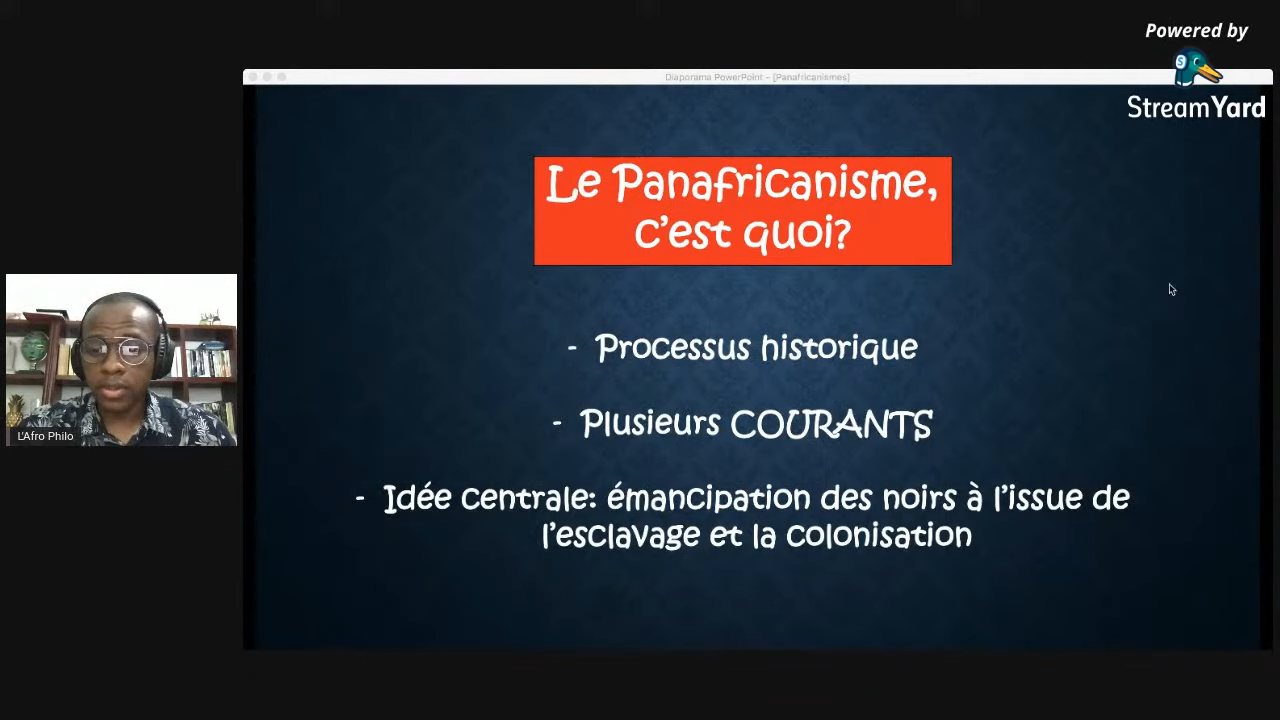 Powered by
StreamYard
Diaporama PowerPoint - [Panafricanismes]
Le Panafricanisme,
c'est quoi?
- Processus historique
- Plusieurs COURANTS
- Idée centrale: émancipation des noirs à l'issue de
l'esclavage et la colonisation
L'Afro Philo